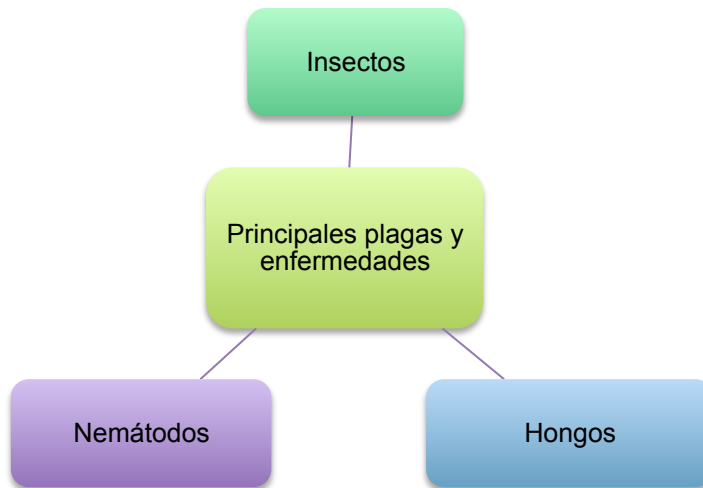 Insectos
Principales plagas y
enfermedades
Nemátodos
Hongos